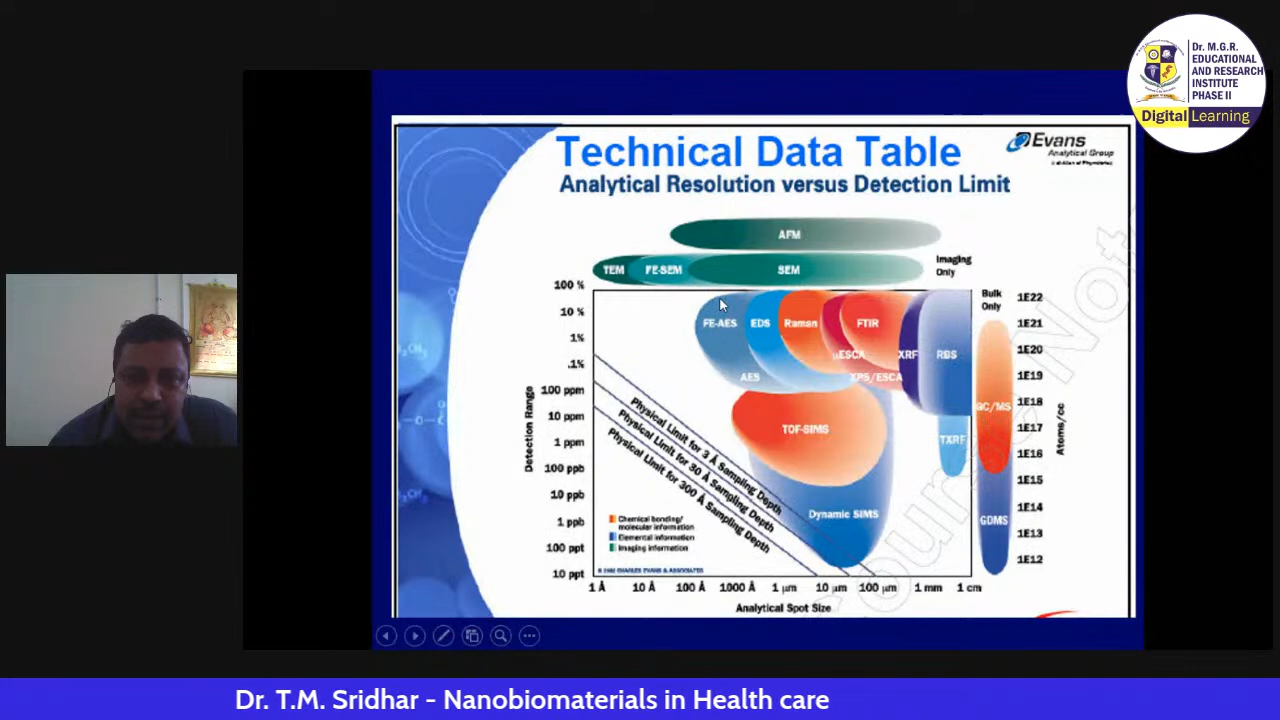 Dr. M.G.R.
EDUCATIONAL
AND RESEARCH
INSTITUTE
PHASE II
Digital Learning
Technical Data Table
Analytical Resolution versus Detection Limit
Evans
Analytical Group
AFM
TEM
FE-SEM
SEM
Imaging
Only
100 %
10 %
1%
.1%
100 ppm
10 ppm
1 ppm
100 ppb
10 ppb
1 ppb
100 ppt
10 ppt
Detection Range
FE-AES
EDS
Raman
FTIR
µESCA
XRF
RBS
AES
XPS/ESCA
TOF-SIMS
TXRF
Dynamic SIMS
Physical Limit for 3 Å Sampling Depth
Physical Limit for 30 Å Sampling Depth
Physical Limit for 300 Å Sampling Depth
Chemical bonding/
molecular information
Elemental information
Imaging information
CHARLES EVANS & ASSOCIATES
Bulk
Only
GC/MS
GDMS
1E22
1E21
1E20
1E19
1E18
1E17
1E16
1E15
1E14
1E13
1E12
Atoms/cc
1 Å
10 Å
100 Å
1000 Å
1 µm
10 µm
100 µm
1 mm
1 cm
Analytical Spot Size
Dr. T.M. Sridhar - Nanobiomaterials in Health care